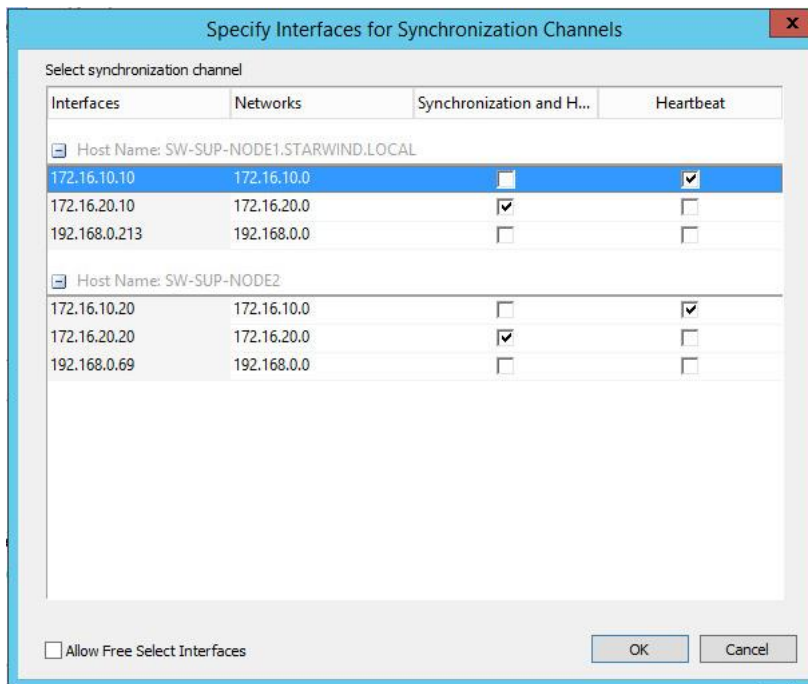 Specify Interfaces for Synchronization Channels
x
Select synchronization channel
Interfaces Networks Synchronization and H... Heartbeat
Host Name: SW-SUP-NODE1.STARWIND.LOCAL
172.16.10.10 172.16.10.0
172.16.20.10 172.16.20.0
192.168.0.213 192.168.0.0
Host Name: SW-SUP-NODE2
172.16.10.20 172.16.10.0
172.16.20.20 172.16.20.0
192.168.0.69 192.168.0.0
Allow Free Select Interfaces OK Cancel